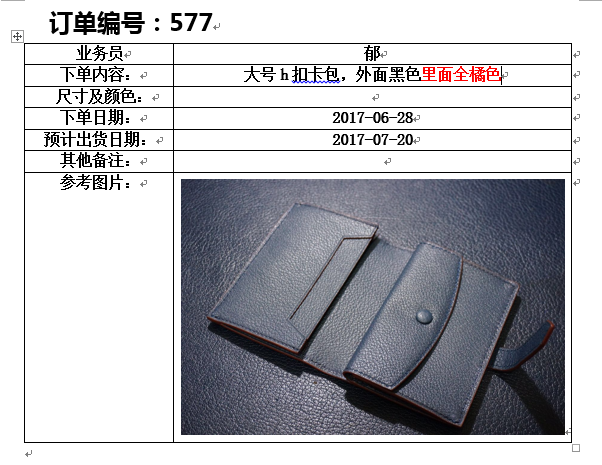 订单编号：577
业务员 郁
下单内容： 大号 h 扣卡包，外面黑色里面全橘色
尺寸及颜色：
下单日期： 2017-06-28
预计出货日期： 2017-07-20
其他备注：
参考图片：